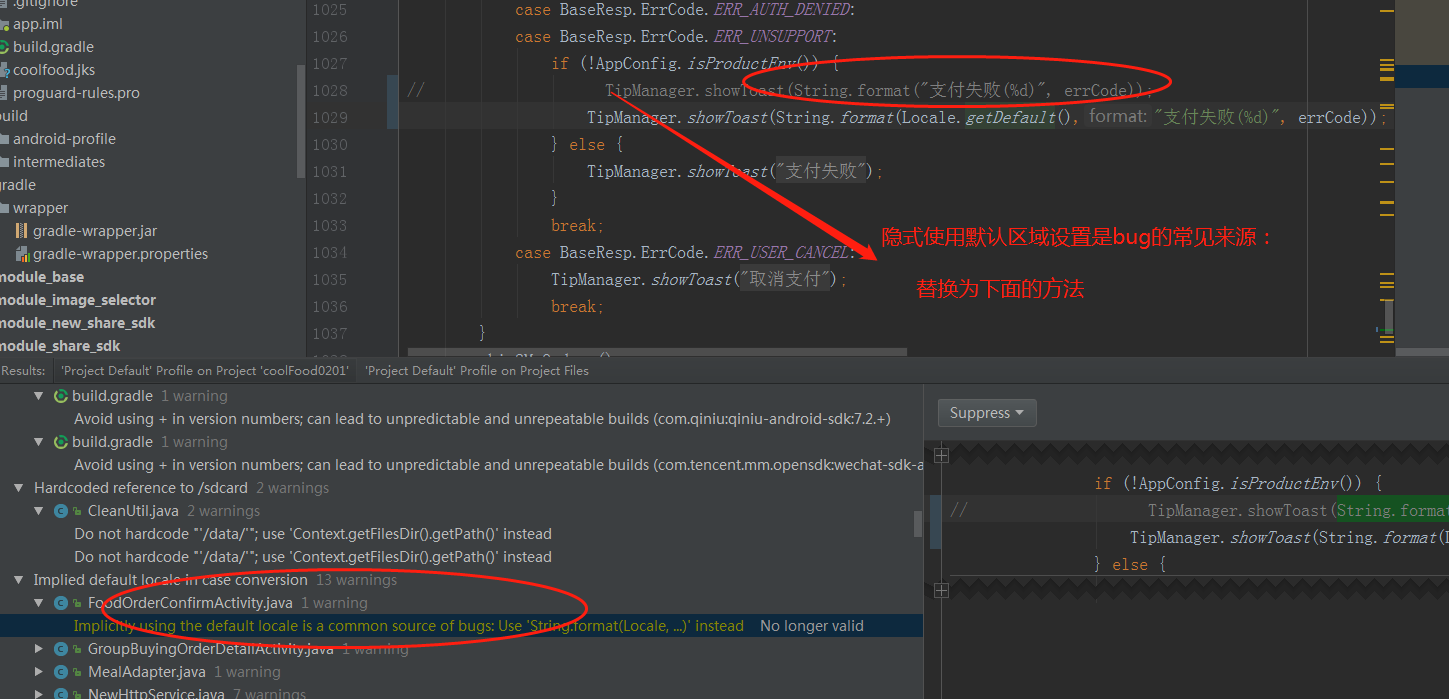 .gitignore
app.iml
build.gradle
coolfood.jks
proguard-rules.pro
build
android-profile
intermediates
gradle
wrapper
gradle-wrapper.jar
gradle-wrapper.properties
module_base
module_image_selector
module_new_share_sdk
module_share_sdk
1025 case BaseResp.ErrCode.ERR_AUTH_DENIED:
1026 case BaseResp.ErrCode.ERR_UNSUPPORT:
1027 if (!AppConfig.isProductEnv()) {
1028 // TipManager.showToast(String.format("支付失败(%d)", errCode));
1029 TipManager.showToast(String.format(Locale.getDefault(), format: "支付失败(%d)", errCode));
1030 } else {
1031 TipManager.showToast("支付失败");
1032 }
1033 break;
1034 case BaseResp.ErrCode.ERR_USER_CANCEL:
1035 TipManager.showToast("取消支付");
1036 break;
1037 }
隐式使用默认区域设置是bug的常见来源：
替换为下面的方法
Results: 'Project Default' Profile on Project 'coolFood0201' 'Project Default' Profile on Project Files
build.gradle 1 warning
Avoid using + in version numbers; can lead to unpredictable and unrepeatable builds (com.qiniu:qiniu-android-sdk:7.2.+)
build.gradle 1 warning
Avoid using + in version numbers; can lead to unpredictable and unrepeatable builds (com.tencent.mm.opensdk:wechat-sdk-a
Hardcoded reference to /sdcard 2 warnings
CleanUtil.java 2 warnings
Do not hardcode "'/data/'"; use 'Context.getFilesDir().getPath()' instead
Do not hardcode "'/data/'"; use 'Context.getFilesDir().getPath()' instead
Implied default locale in case conversion 13 warnings
FoodOrderConfirmActivity.java 1 warning
Implicitly using the default locale is a common source of bugs: Use 'String.format(Locale, ...)' instead No longer valid
GroupBuyingOrderDetailActivity.java 1 warning
MealAdapter.java 1 warning
NewHttpService.java 7 warnings
Suppress
if (!AppConfig.isProductEnv()) {
// TipManager.showToast(String.forma
TipManager.showToast(String.format(
} else {